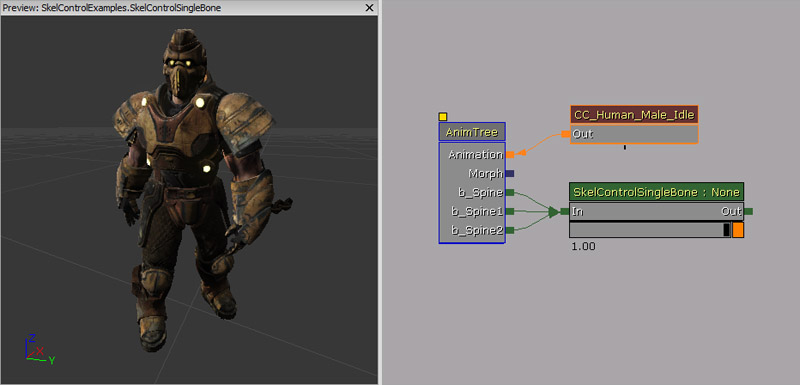 Preview: SkelControlExamples.SkelControlSingleBone
Z
X
Y
CC_Human_Male_Idle
Out
AnimTree
Animation
Morph
b_Spine
b_Spine1
b_Spine2
SkelControlSingleBone : None
In Out
1.00